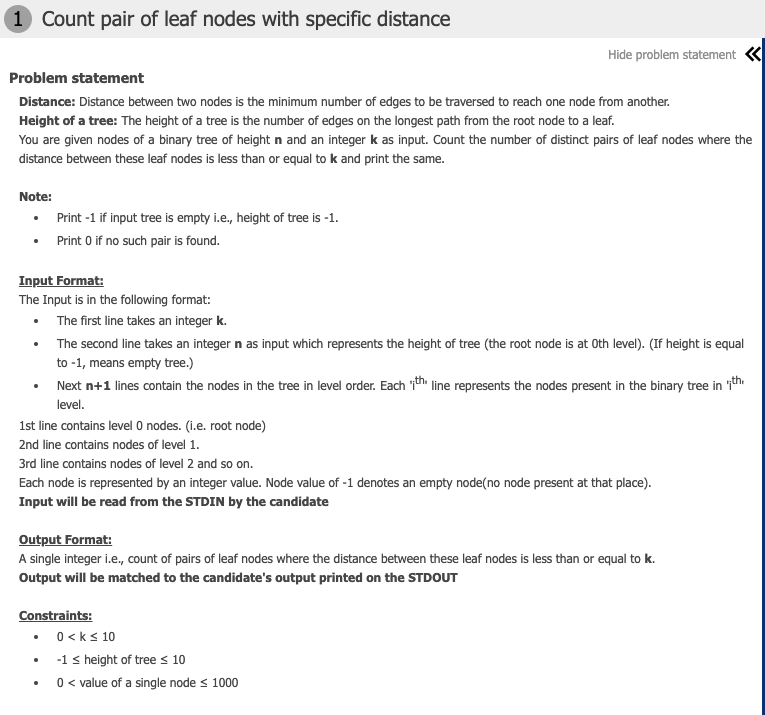 1 Count pair of leaf nodes with specific distance
Hide problem statement
Problem statement
Distance: Distance between two nodes is the minimum number of edges to be traversed to reach one node from another.
Height of a tree: The height of a tree is the number of edges on the longest path from the root node to a leaf.
You are given nodes of a binary tree of height n and an integer k as input. Count the number of distinct pairs of leaf nodes where the
distance between these leaf nodes is less than or equal to k and print the same.
Note:
• Print -1 if input tree is empty i.e., height of tree is -1.
• Print 0 if no such pair is found.
Input Format:
The Input is in the following format:
• The first line takes an integer k.
• The second line takes an integer n as input which represents the height of tree (the root node is at 0th level). (If height is equal
to -1, means empty tree.)
• Next n+1 lines contain the nodes in the tree in level order. Each 'ith' line represents the nodes present in the binary tree in 'ith'
level.
1st line contains level 0 nodes. (i.e. root node)
2nd line contains nodes of level 1.
3rd line contains nodes of level 2 and so on.
Each node is represented by an integer value. Node value of -1 denotes an empty node(no node present at that place).
Input will be read from the STDIN by the candidate
Output Format:
A single integer i.e., count of pairs of leaf nodes where the distance between these leaf nodes is less than or equal to k.
Output will be matched to the candidate's output printed on the STDOUT
Constraints:
• 0 < k ≤ 10
• -1 ≤ height of tree ≤ 10
• 0 < value of a single node ≤ 1000